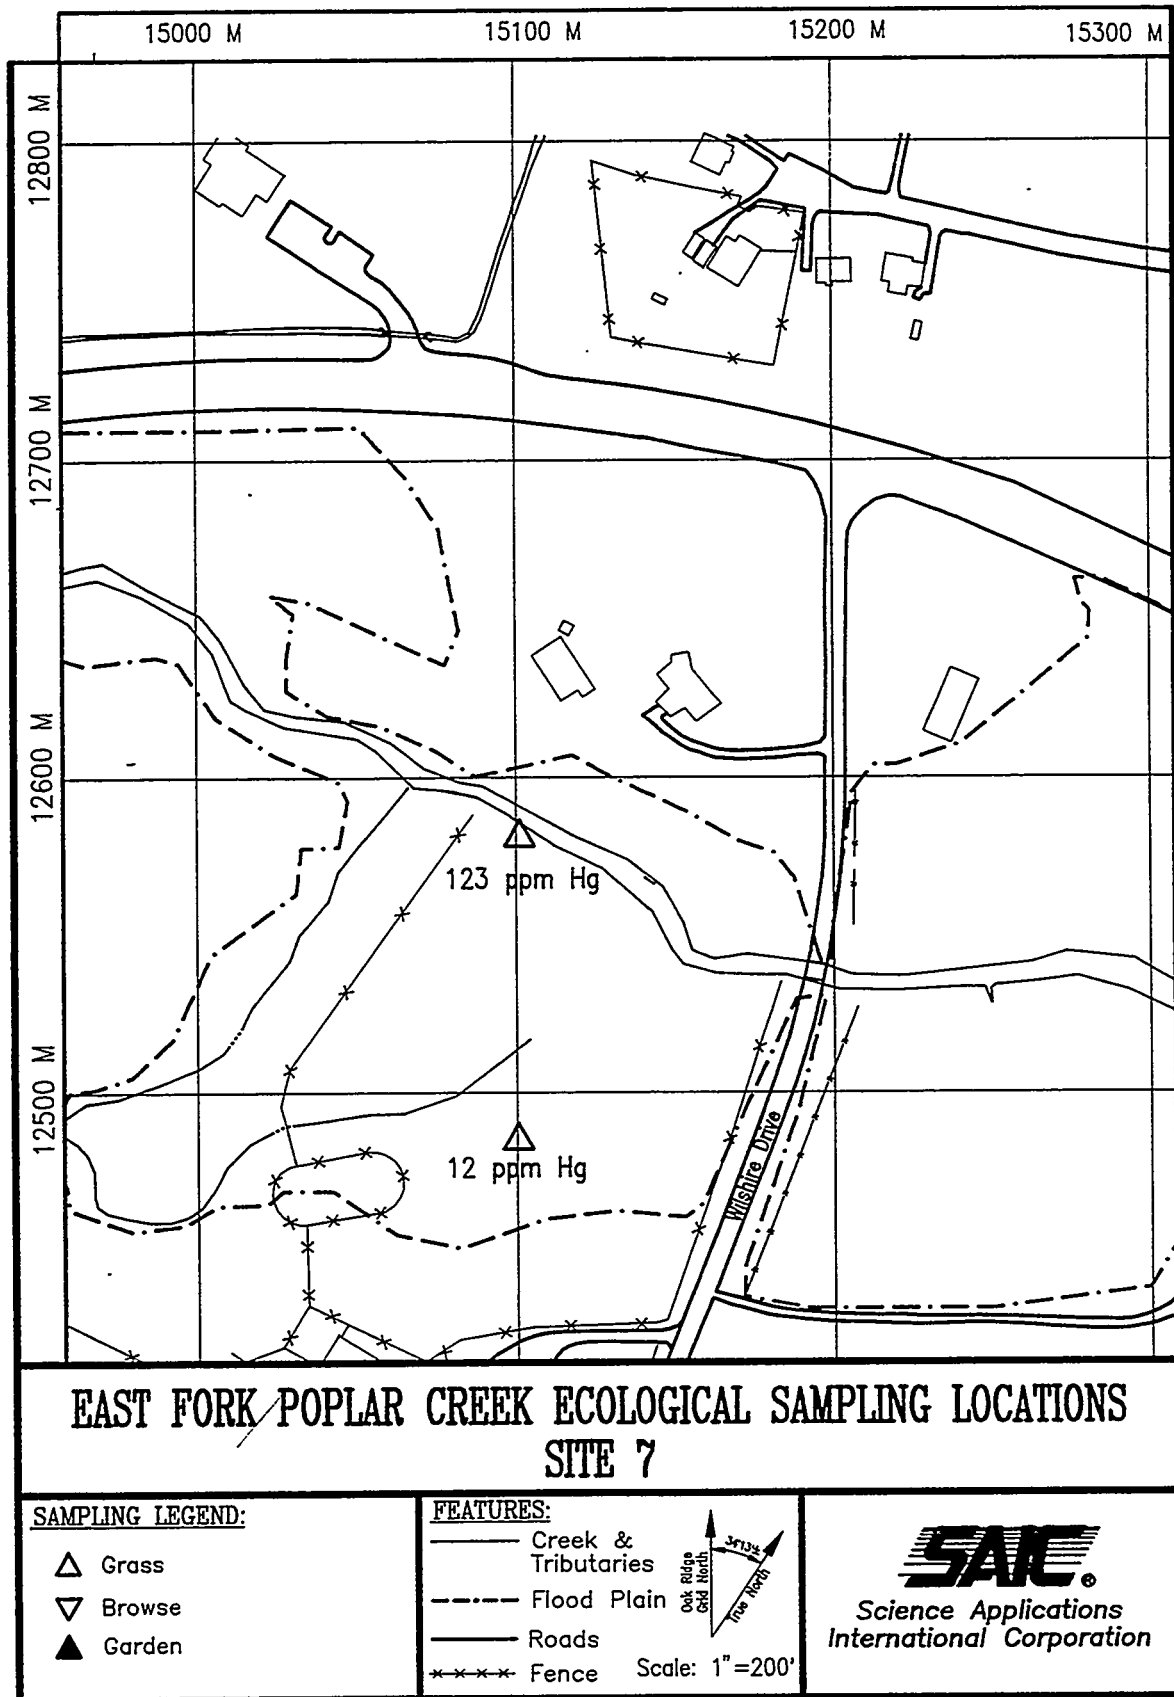 15000 M
15100 M
15200 M
15300 M
12800 M
12700 M
12600 M
12500 M
123 ppm Hg
12 ppm Hg
Wilshire Drive
EAST FORK POPLAR CREEK ECOLOGICAL SAMPLING LOCATIONS
SITE 7
SAMPLING LEGEND:
Grass
Browse
Garden
FEATURES:
Creek &
Tributaries
Flood Plain
Roads
Fence
Oak Ridge
Grid North
True North
Scale: 1"=200'
SAIC®
Science Applications
International Corporation